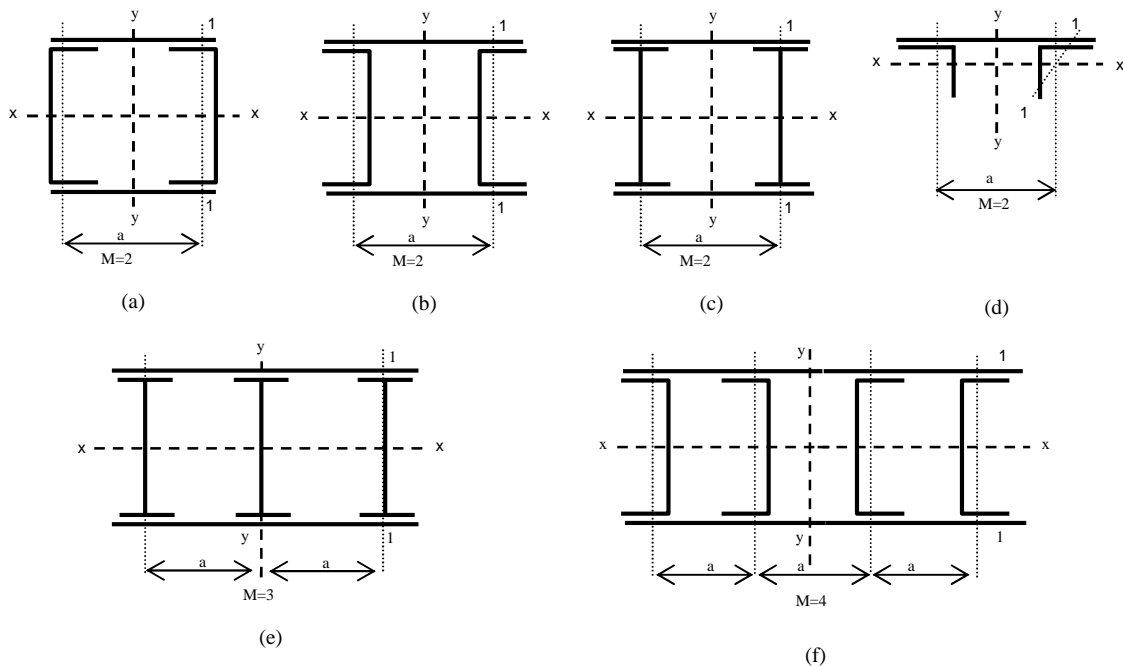 y 1
x x
y 1
a
M=2
(a)
y 1
x x
y 1
a
M=2
(b)
y 1
x x
y 1
a
M=2
(c)
y 1
x x
1
y
a
M=2
(d)
y 1
x x
y 1
a a
M=3
(e)
y 1
x x
y 1
a a a
M=4
(f)